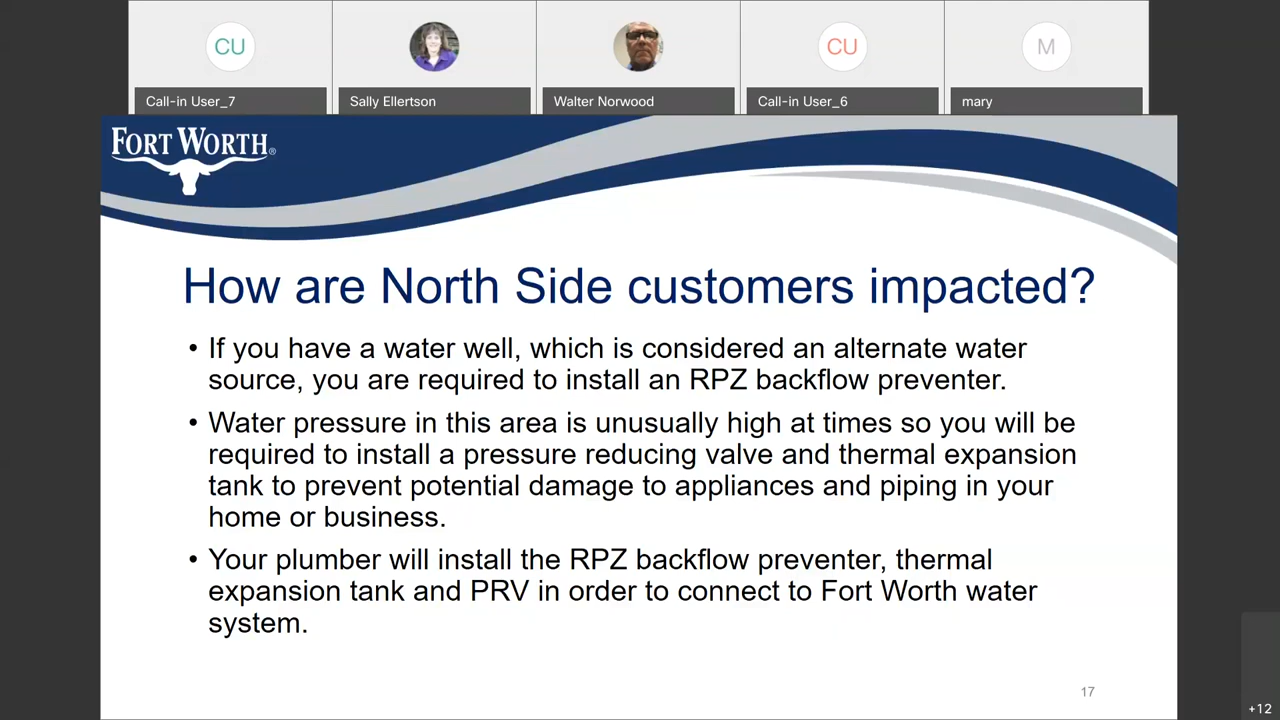 CU
CU
M
Call-in User_7
Sally Ellertson
Walter Norwood
Call-in User_6
mary
FORT WORTH®
How are North Side customers impacted?
• If you have a water well, which is considered an alternate water
source, you are required to install an RPZ backflow preventer.
• Water pressure in this area is unusually high at times so you will be
required to install a pressure reducing valve and thermal expansion
tank to prevent potential damage to appliances and piping in your
home or business.
• Your plumber will install the RPZ backflow preventer, thermal
expansion tank and PRV in order to connect to Fort Worth water
system.
17
+12